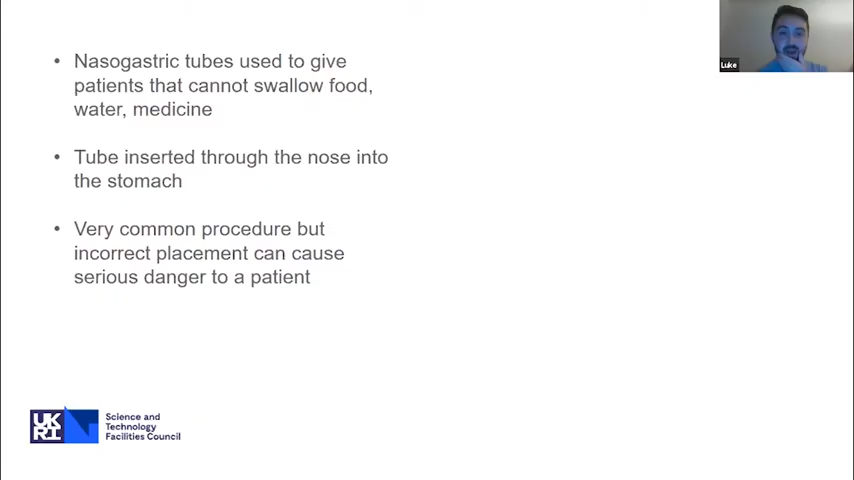 • Nasogastric tubes used to give
patients that cannot swallow food,
water, medicine
• Tube inserted through the nose into
the stomach
• Very common procedure but
incorrect placement can cause
serious danger to a patient
Luke
UK
RI
Science and
Technology
Facilities Council